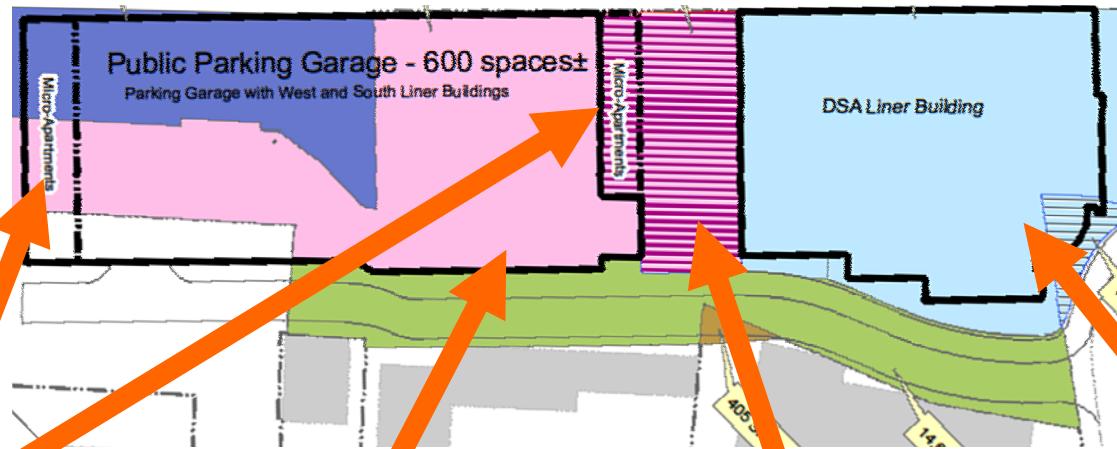 Public Parking Garage - 600 spaces±
Parking Garage with West and South Liner Buildings
Micro-Apartments
Micro-Apartments
DSA Liner Building
405
14.